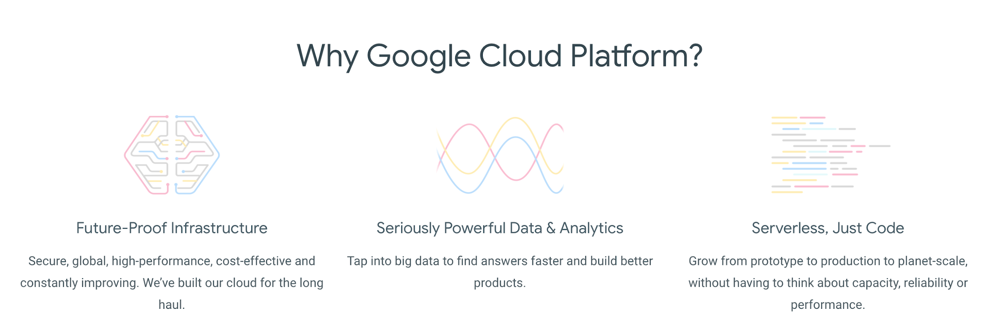 Why Google Cloud Platform?
Future-Proof Infrastructure
Secure, global, high-performance, cost-effective and
constantly improving. We’ve built our cloud for the long
haul.
Seriously Powerful Data & Analytics
Tap into big data to find answers faster and build better
products.
Serverless, Just Code
Grow from prototype to production to planet-scale,
without having to think about capacity, reliability or
performance.